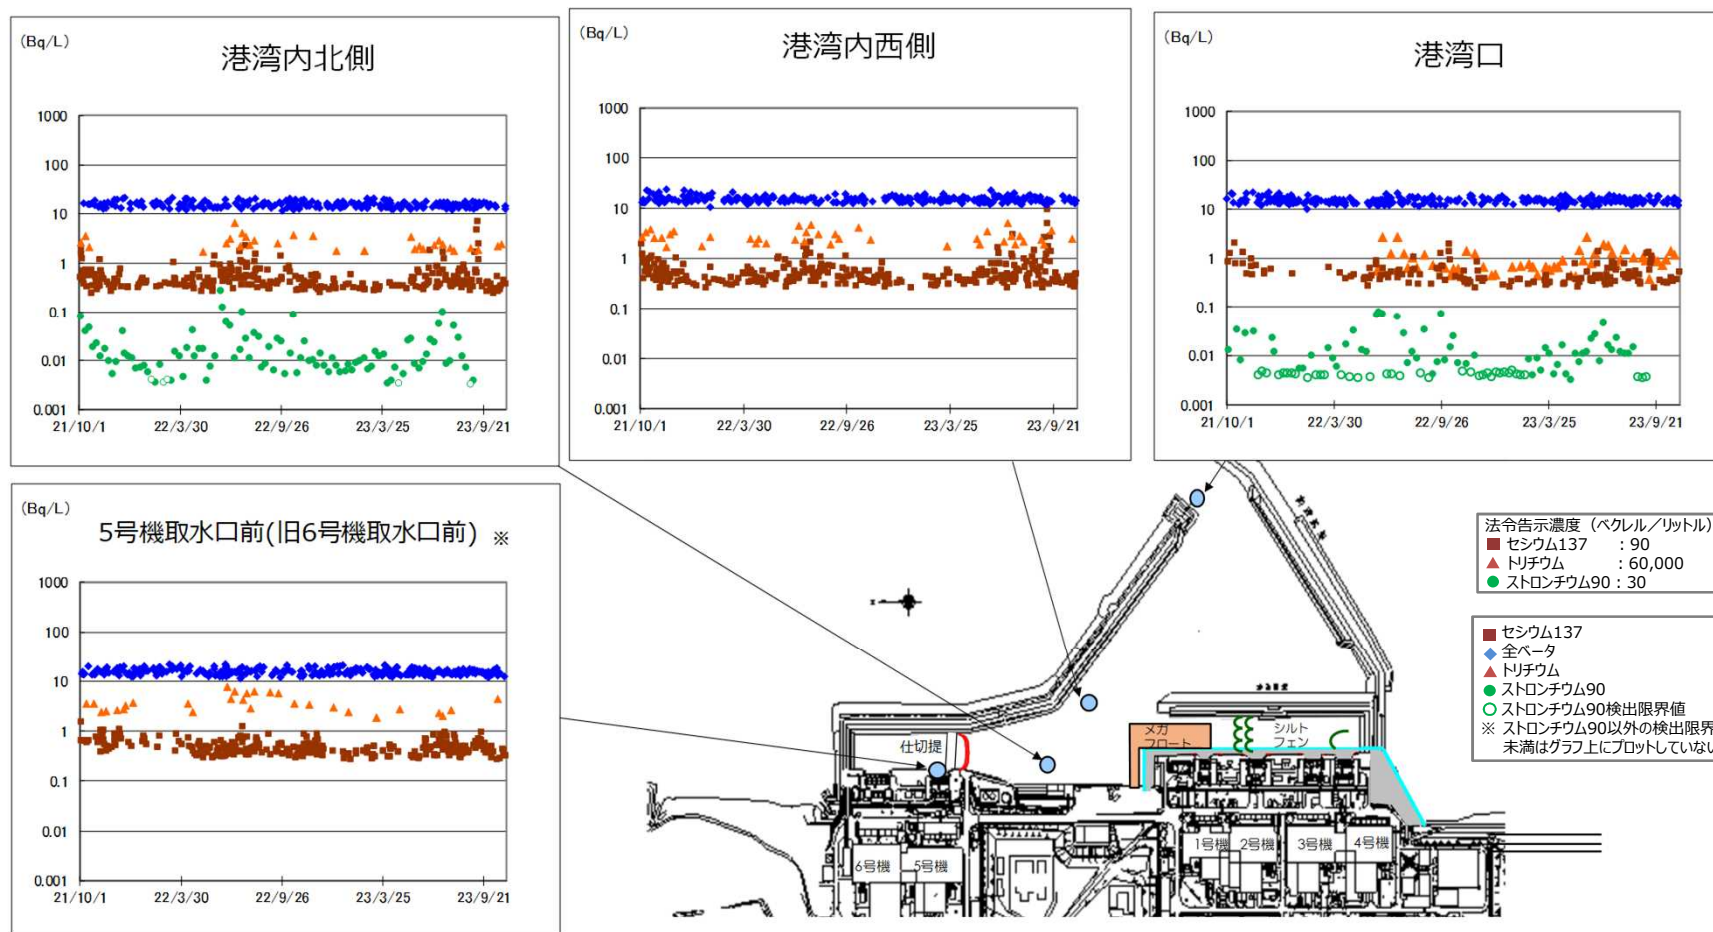 (Bq/L)
港湾内北側
1000
100
10
1
0.1
0.01
0.001
21/10/1
22/3/30
22/9/26
23/3/25
23/9/21
(Bq/L)
港湾内西側
1000
100
10
1
0.1
0.01
0.001
21/10/1
22/3/30
22/9/26
23/3/25
23/9/21
(Bq/L)
港湾口
1000
100
10
1
0.1
0.01
0.001
21/10/1
22/3/30
22/9/26
23/3/25
23/9/21
(Bq/L)
5号機取水口前(旧6号機取水口前) ※
1000
100
10
1
0.1
0.01
0.001
21/10/1
22/3/30
22/9/26
23/3/25
23/9/21
法令告示濃度（ベクレル／リットル）
セシウム137 : 90
トリチウム : 60,000
ストロンチウム90 : 30
セシウム137
全ベータ
トリチウム
ストロンチウム90
ストロンチウム90検出限界値
※ ストロンチウム90以外の検出限界
未満はグラフ上にプロットしていない
仕切提
メガ
フロート
シルト
フェン
6号機
5号機
1号機
2号機
3号機
4号機